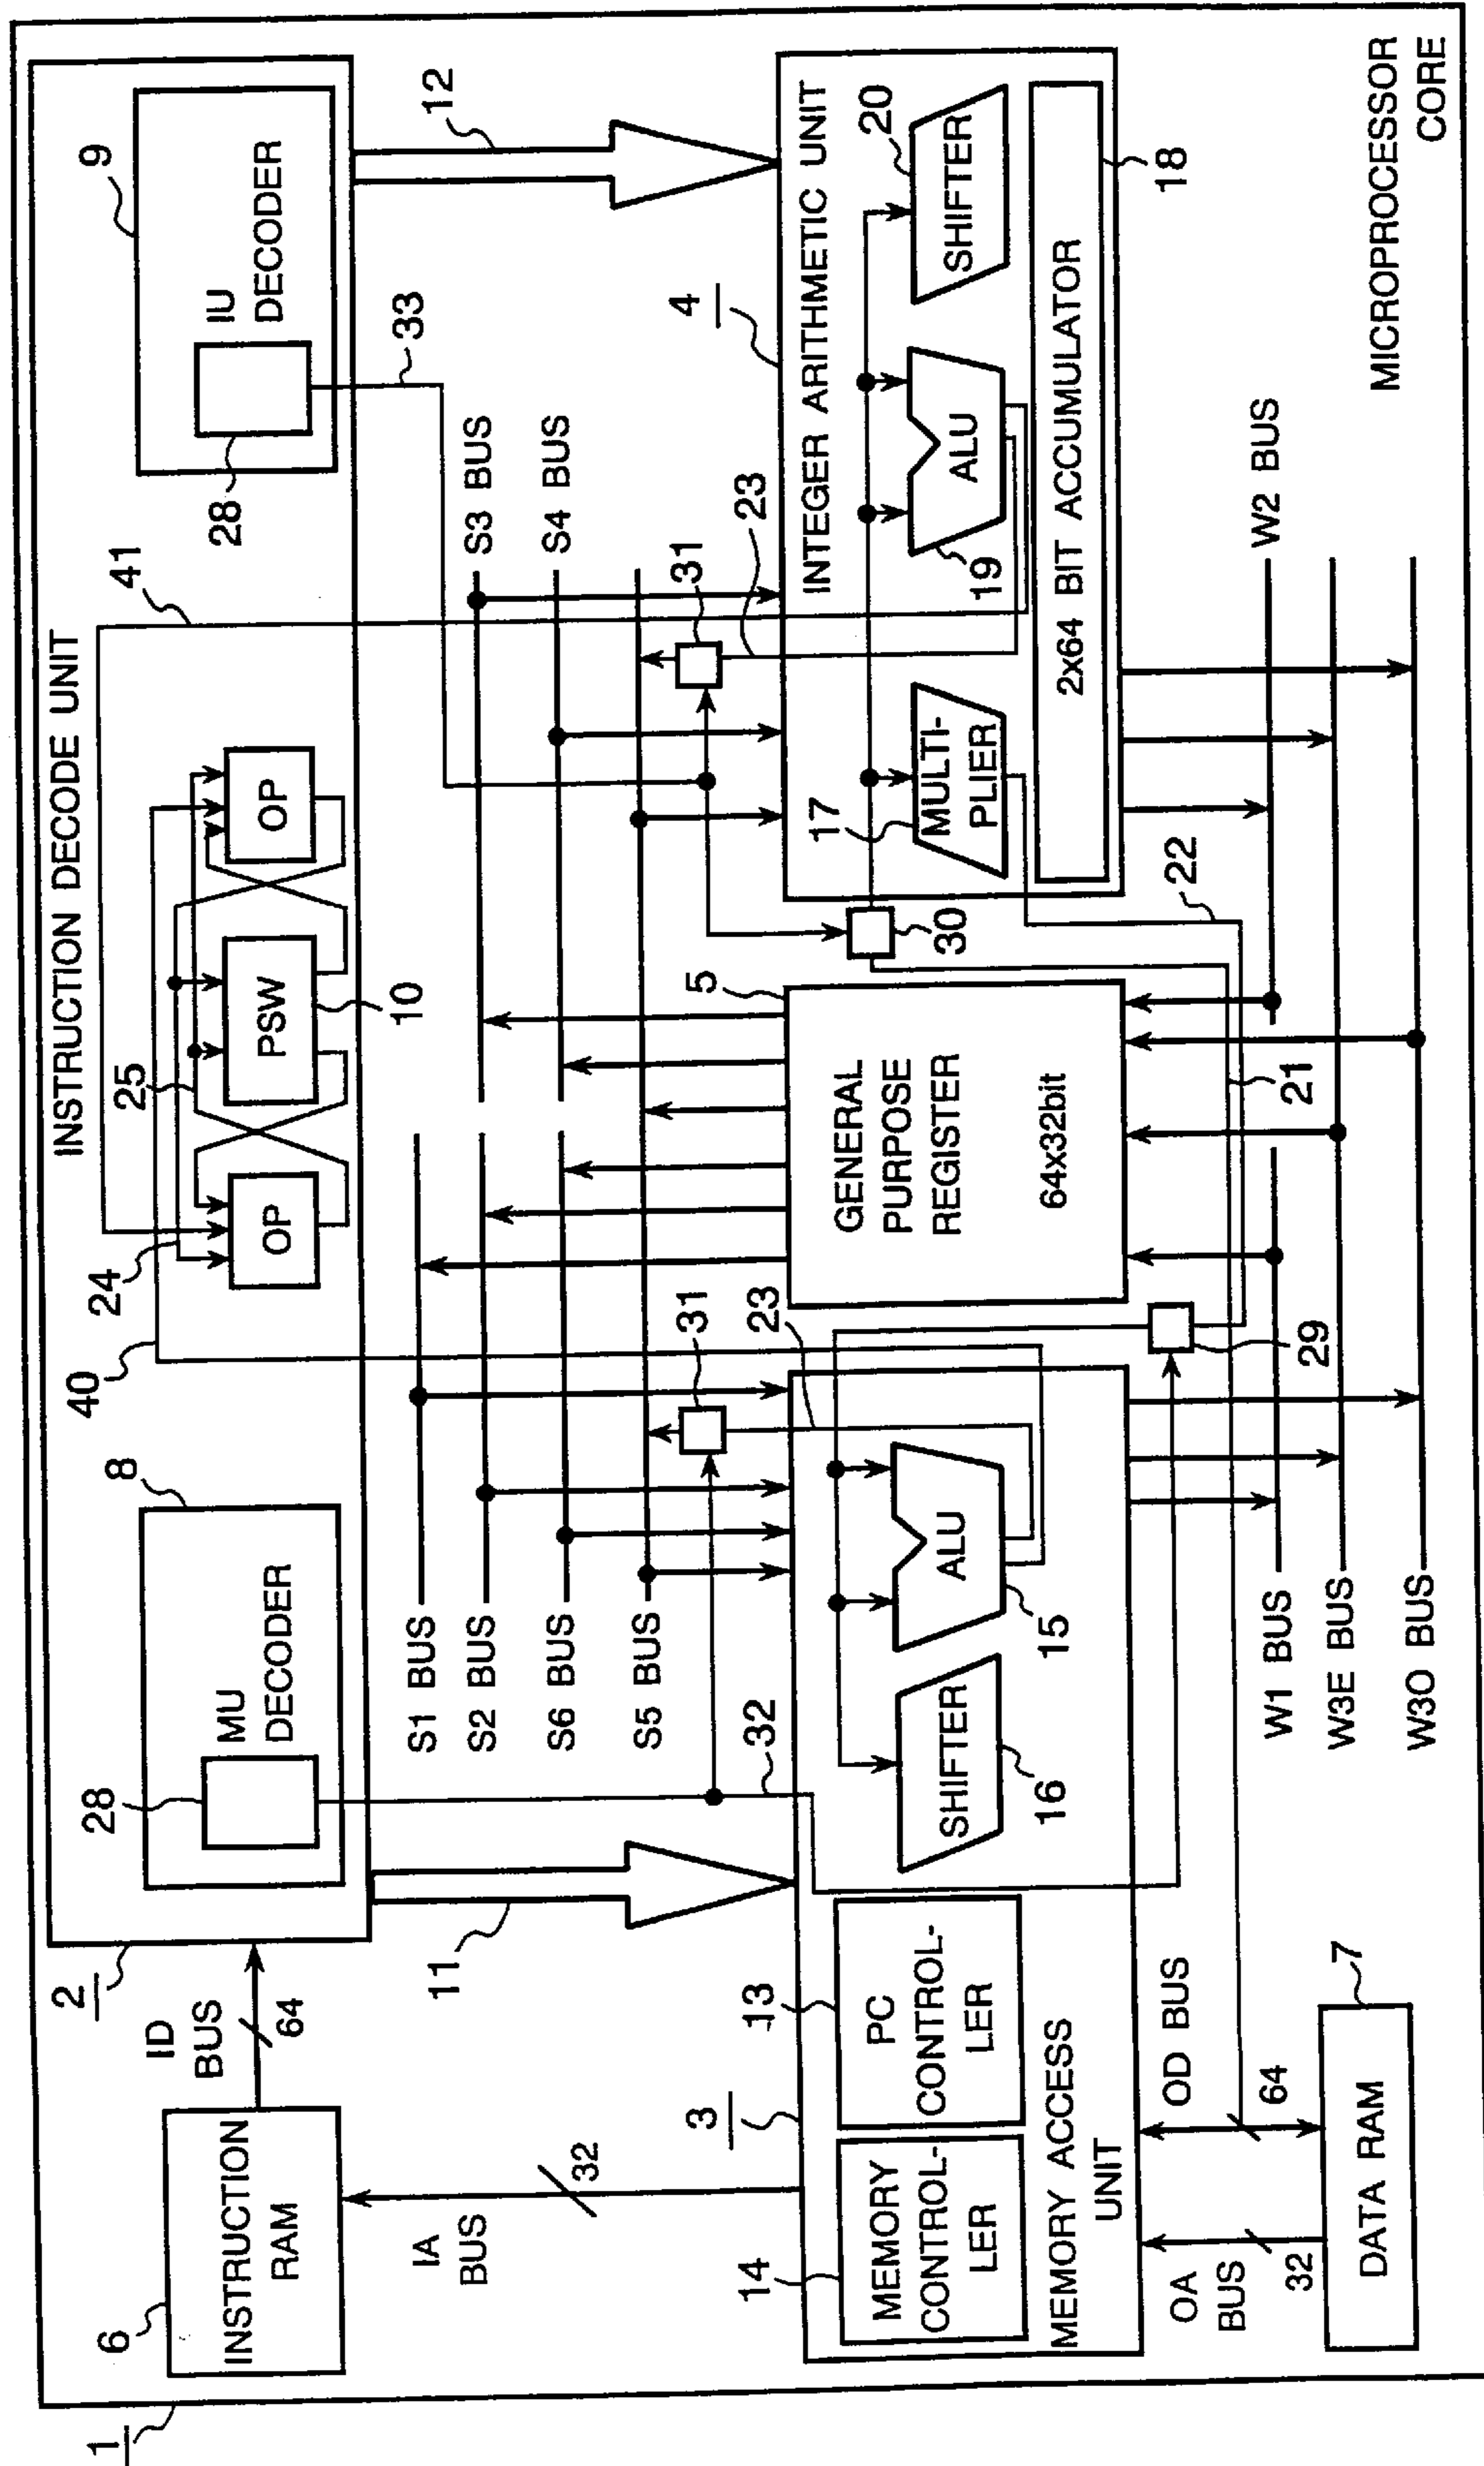 1
6
INSTRUCTION
RAM
ID
BUS
64
2
INSTRUCTION DECODE UNIT
8
28
MU
DECODER
40
24
25
OP
PSW
10
OP
41
9
28
IU
DECODER
33
12
11
IA
BUS
32
S1 BUS
S2 BUS
S6 BUS
S5 BUS
32
31
23
S3 BUS
S4 BUS
31
23
3
14
MEMORY
CONTROL-
LER
13
PC
CONTROL-
LER
MEMORY ACCESS
UNIT
SHIFTER
16
ALU
15
5
GENERAL
PURPOSE
REGISTER
64x32bit
30
4
INTEGER ARITHMETIC UNIT
17
MULTI-
PLIER
ALU
19
SHIFTER
20
2x64 BIT ACCUMULATOR
18
29
21
22
OA
BUS
32
OD BUS
64
7
DATA RAM
W1 BUS
W3E BUS
W3O BUS
W2 BUS
MICROPROCESSOR
CORE